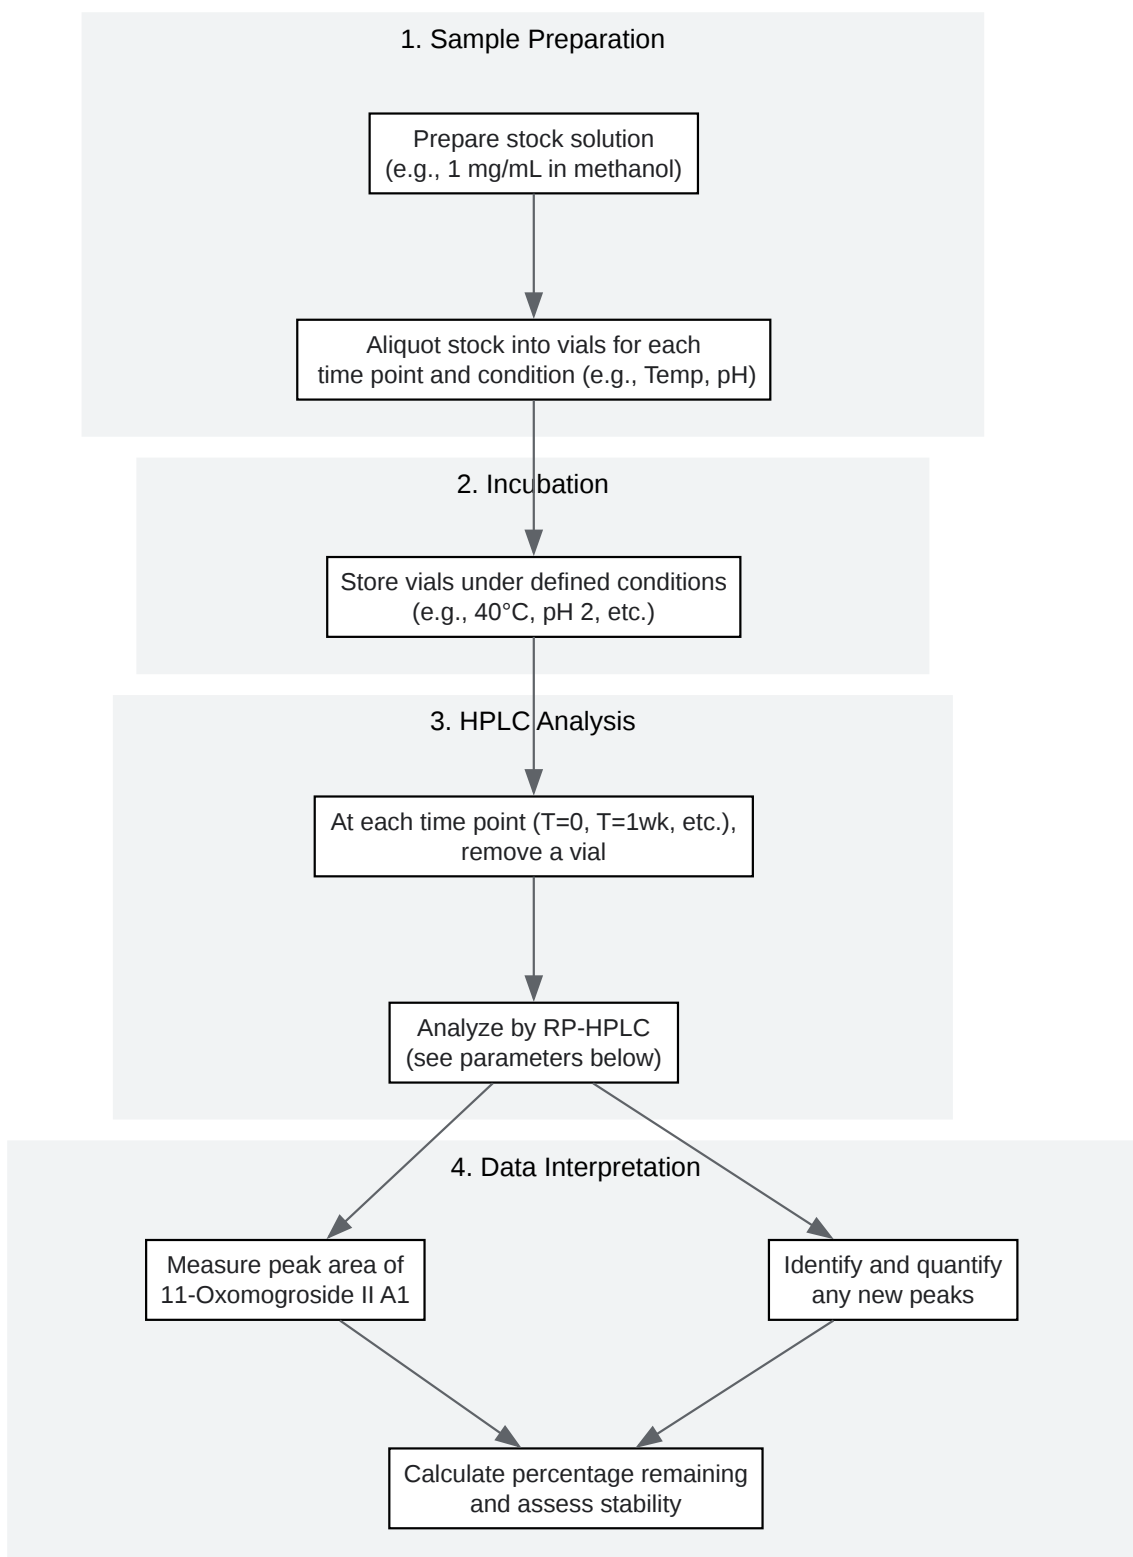 1. Sample Preparation
Prepare stock solution
(e.g., 1 mg/mL in methanol)
Aliquot stock into vials for each
time point and condition (e.g., Temp, pH)
2. Incubation
Store vials under defined conditions
(e.g., 40°C, pH 2, etc.)
3. HPLC Analysis
At each time point (T=0, T=1wk, etc.),
remove a vial
Analyze by RP-HPLC
(see parameters below)
4. Data Interpretation
Measure peak area of
11-Oxomogroside II A1
Identify and quantify
any new peaks
Calculate percentage remaining
and assess stability